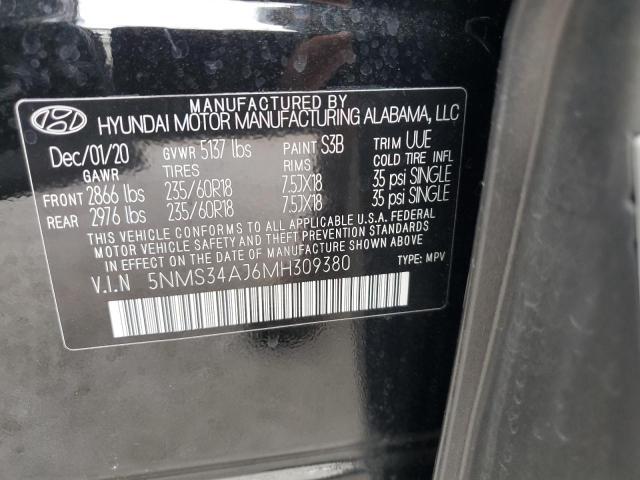 MANUFACTURED BY
HYUNDAI MOTOR MANUFACTURING ALABAMA, LLC
Dec/01/20 GVWR 5137 lbs PAINT S3B TRIM UUE
GAWR TIRES RIMS COLD TIRE INFL
FRONT 2866 lbs 235/60R18 7.5JX18 35 psi SINGLE
REAR 2976 lbs 235/60R18 7.5JX18 35 psi SINGLE
THIS VEHICLE CONFORMS TO ALL APPLICABLE U.S.A. FEDERAL
MOTOR VEHICLE SAFETY AND THEFT PREVENTION STANDARDS
IN EFFECT ON THE DATE OF MANUFACTURE SHOWN ABOVE.
V.I.N 5NMS34AJ6MH309380 TYPE: MPV